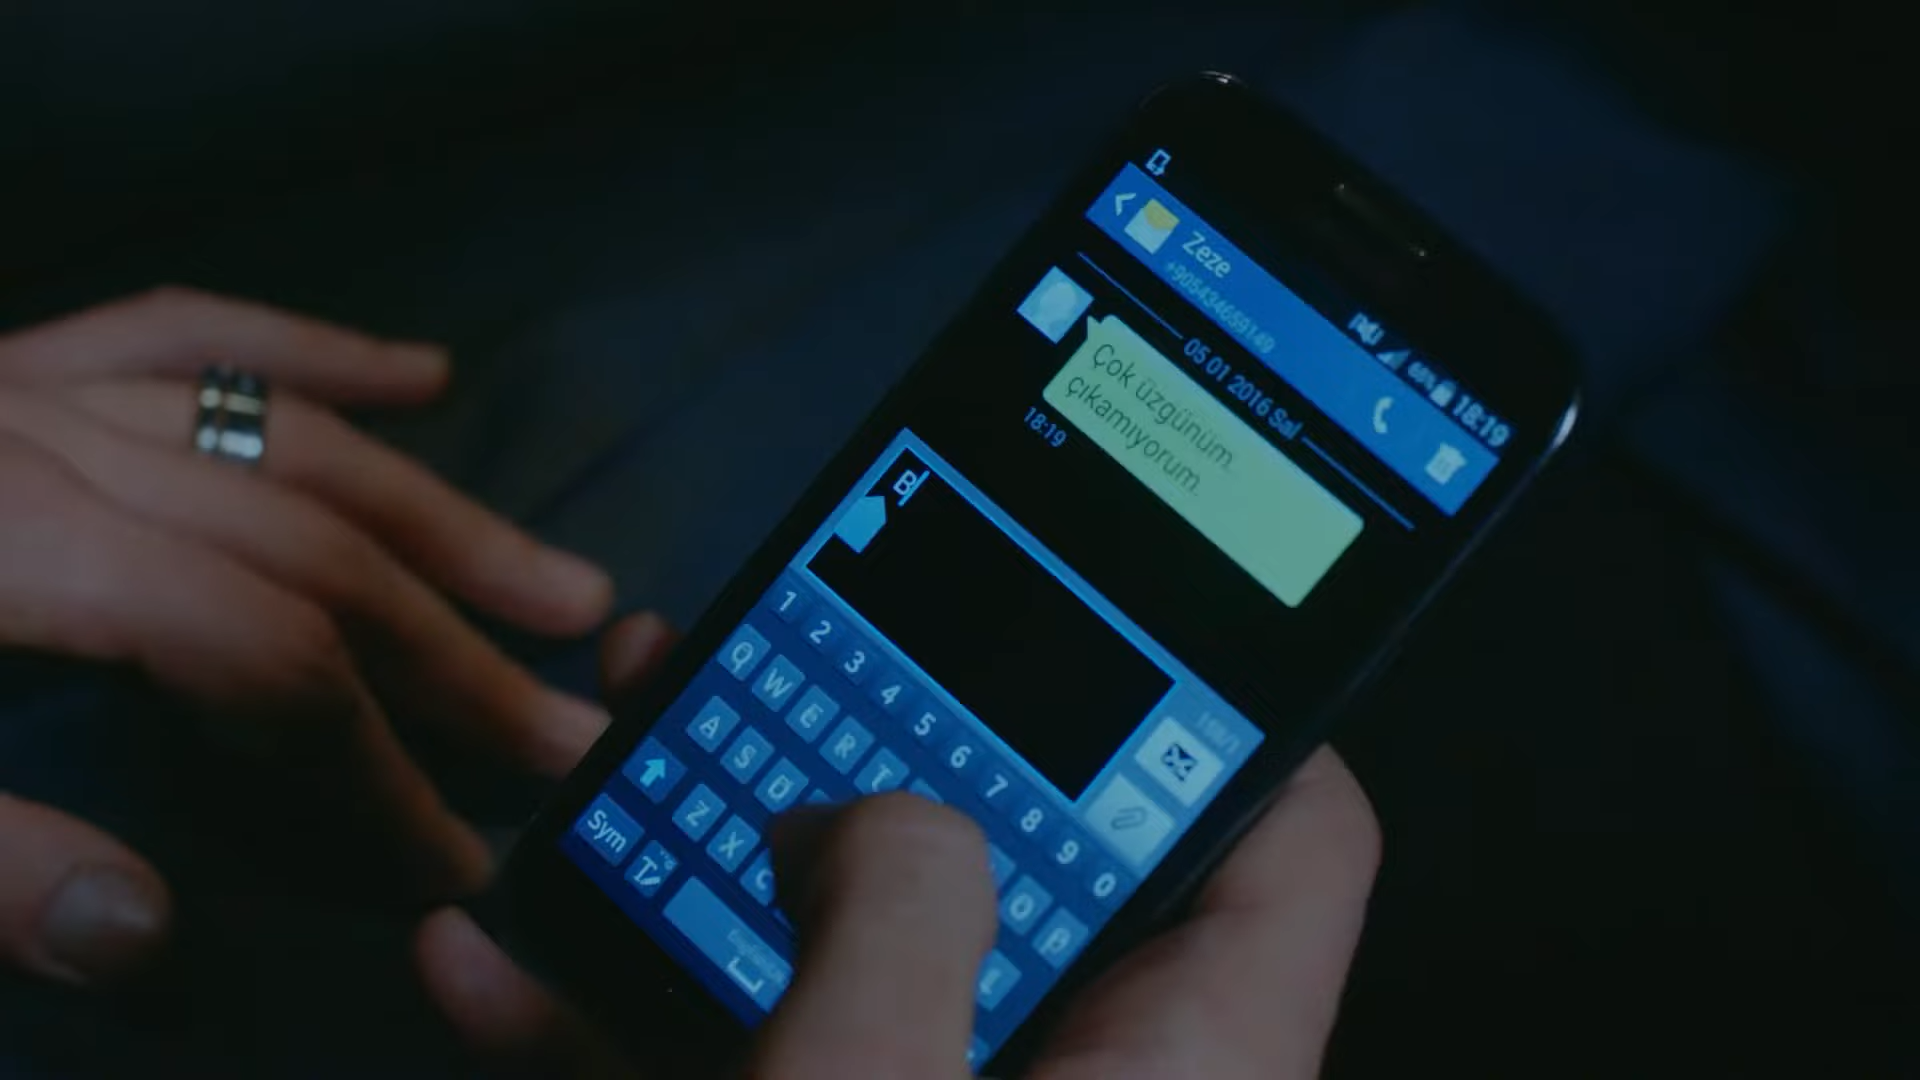 66% 18:19
Zeze
+905434659149
05 01 2016 Sal
Çok üzgünüm.
çıkamıyorum.
18:19
B
1 2 3 4 5 6 7 8 9 0
Q W E R T O P
A S D L
Z X C
Sym